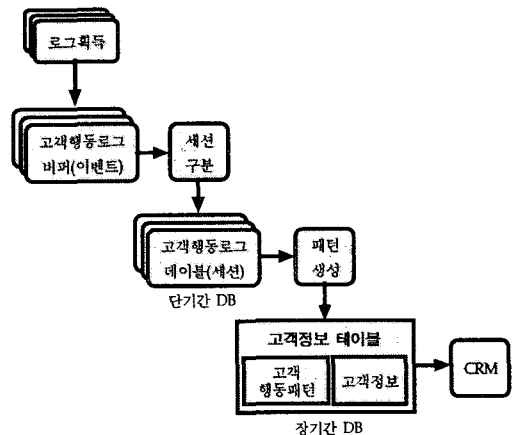 로그획득
고객행동로그
버퍼(이벤트)
세션
구분
고객행동로그
테이블(세션)
단기간 DB
패턴
생성
고객정보 테이블
고객
행동패턴
고객정보
CRM
장기간 DB